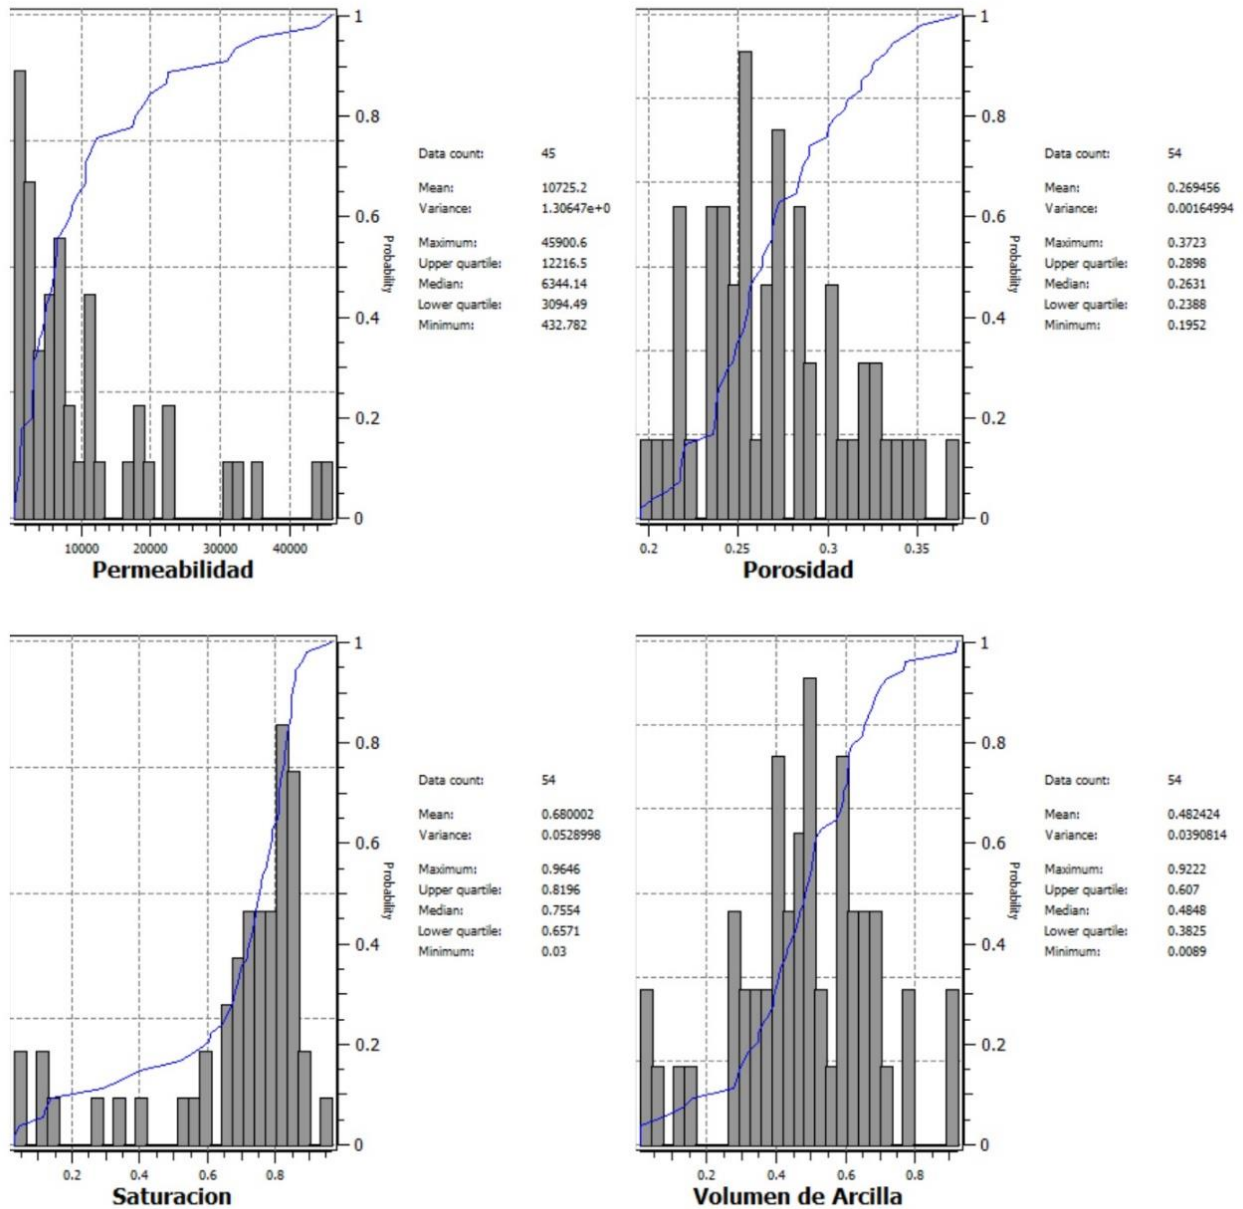 1
0.8
0.6
0.4
0.2
0
Probability
10000 20000 30000 40000
Permeabilidad
Data count: 45
Mean: 10725.2
Variance: 1.30647e+0
Maximum: 45900.6
Upper quartile: 12216.5
Median: 6344.14
Lower quartile: 3094.49
Minimum: 432.782
1
0.8
0.6
0.4
0.2
0
Probability
0.2 0.25 0.3 0.35
Porosidad
Data count: 54
Mean: 0.269456
Variance: 0.00164994
Maximum: 0.3723
Upper quartile: 0.2898
Median: 0.2631
Lower quartile: 0.2388
Minimum: 0.1952
1
0.8
0.6
0.4
0.2
0
Probability
0.2 0.4 0.6 0.8
Saturacion
Data count: 54
Mean: 0.680002
Variance: 0.0528998
Maximum: 0.9646
Upper quartile: 0.8196
Median: 0.7554
Lower quartile: 0.6571
Minimum: 0.03
1
0.8
0.6
0.4
0.2
0
Probability
0.2 0.4 0.6 0.8
Volumen de Arcilla
Data count: 54
Mean: 0.482424
Variance: 0.0390814
Maximum: 0.9222
Upper quartile: 0.607
Median: 0.4848
Lower quartile: 0.3825
Minimum: 0.0089